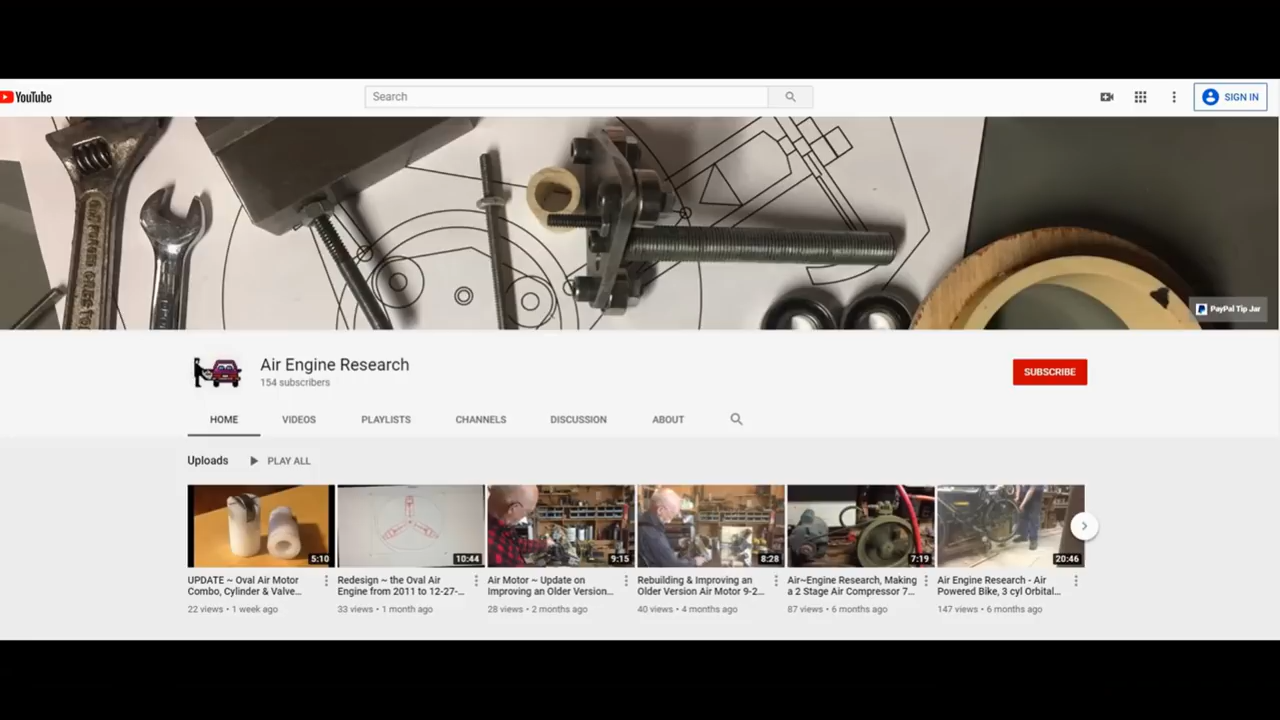 YouTube
Search
SIGN IN
PayPal Tip Jar
Air Engine Research
154 subscribers
SUBSCRIBE
HOME VIDEOS PLAYLISTS CHANNELS DISCUSSION ABOUT
Uploads PLAY ALL
5:10 10:44 9:15 8:28 7:19 20:46
UPDATE ~ Oval Air Motor
Combo, Cylinder & Valve...
22 views • 1 week ago
Redesign ~ the Oval Air
Engine from 2011 to 12-27-...
33 views • 1 month ago
Air Motor ~ Update on
Improving an Older Version...
28 views • 2 months ago
Rebuilding & Improving an
Older Version Air Motor 9-2...
40 views • 4 months ago
Air~Engine Research, Making
a 2 Stage Air Compressor 7...
87 views • 6 months ago
Air Engine Research - Air
Powered Bike, 3 cyl Orbital...
147 views • 6 months ago